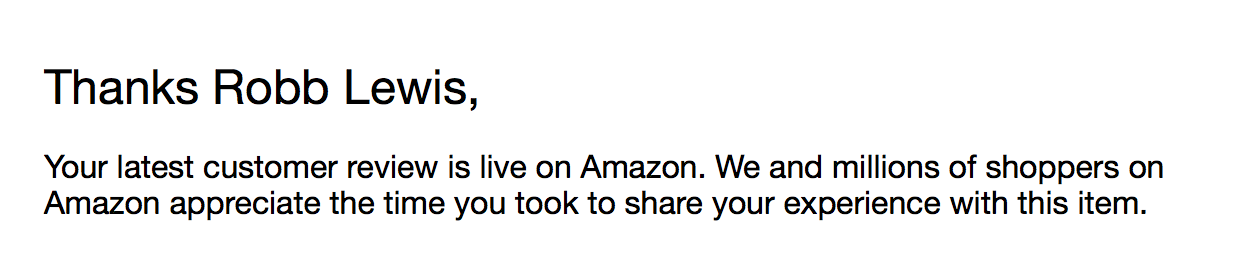 Thanks Robb Lewis,
Your latest customer review is live on Amazon. We and millions of shoppers on
Amazon appreciate the time you took to share your experience with this item.